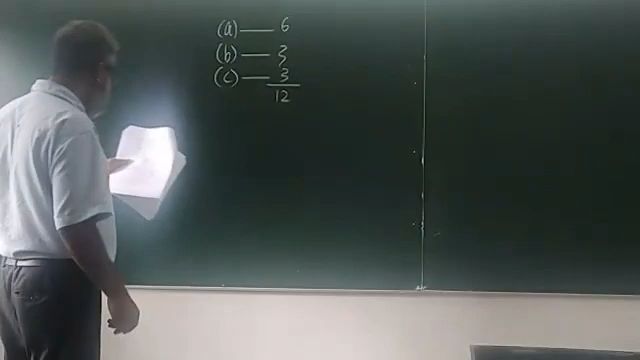 (a) — 6
(b) — 3
(c) — 3
12